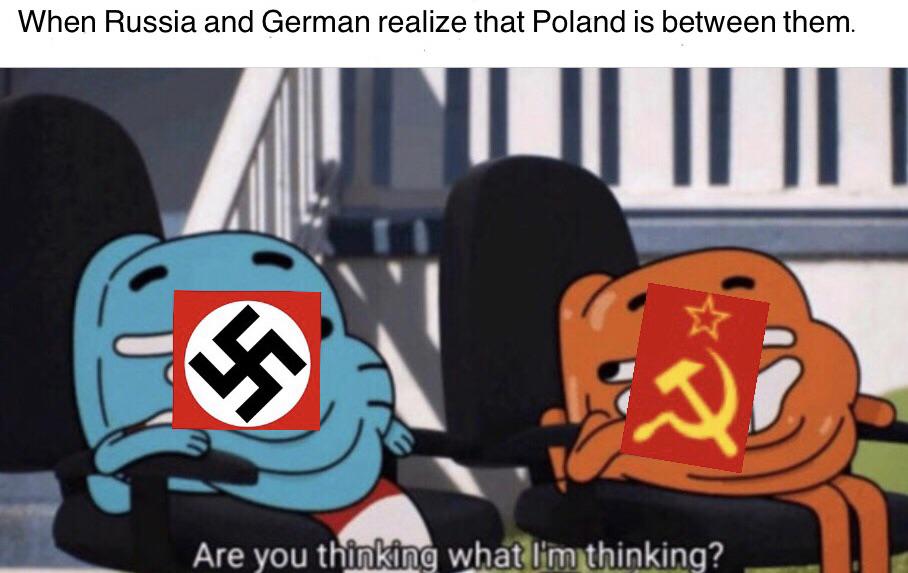 When Russia and German realize that Poland is between them.
Are you thinking what I'm thinking?